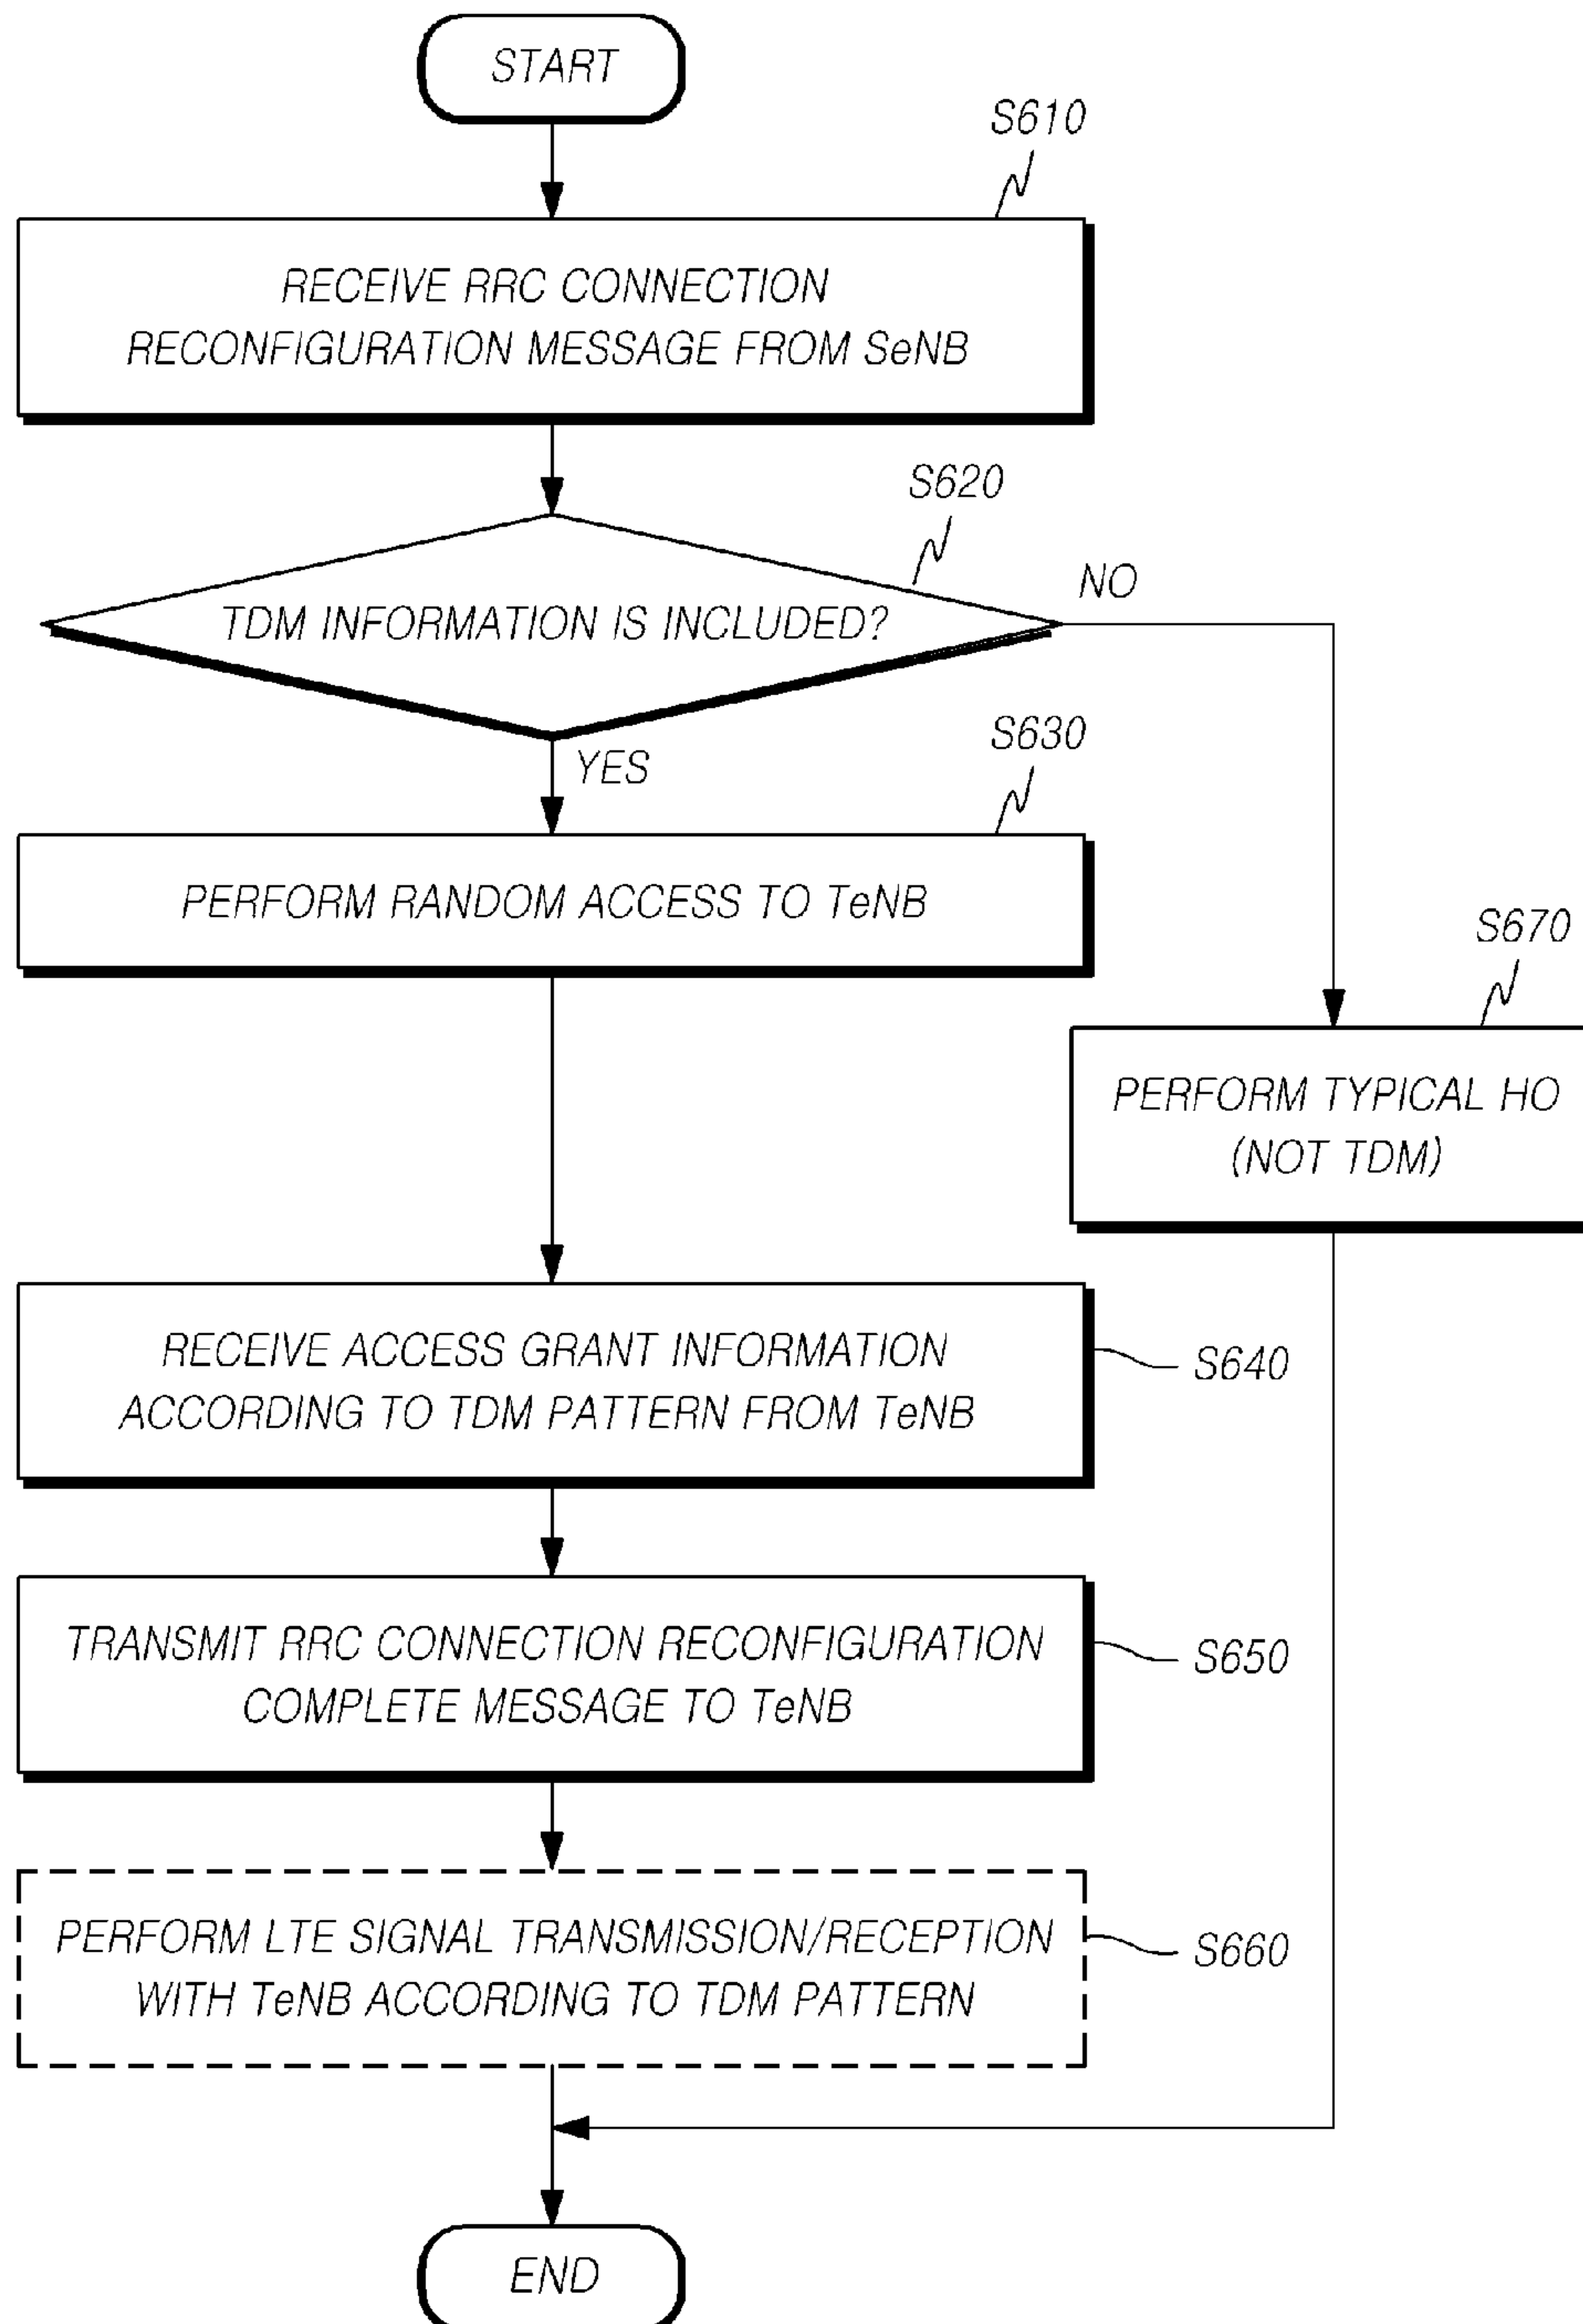 START
S610
RECEIVE RRC CONNECTION
RECONFIGURATION MESSAGE FROM SeNB
S620
TDM INFORMATION IS INCLUDED?
NO
YES
S630
PERFORM RANDOM ACCESS TO TeNB
S670
PERFORM TYPICAL HO
(NOT TDM)
RECEIVE ACCESS GRANT INFORMATION
ACCORDING TO TDM PATTERN FROM TeNB
S640
TRANSMIT RRC CONNECTION RECONFIGURATION
COMPLETE MESSAGE TO TeNB
S650
PERFORM LTE SIGNAL TRANSMISSION/RECEPTION
WITH TeNB ACCORDING TO TDM PATTERN
S660
END